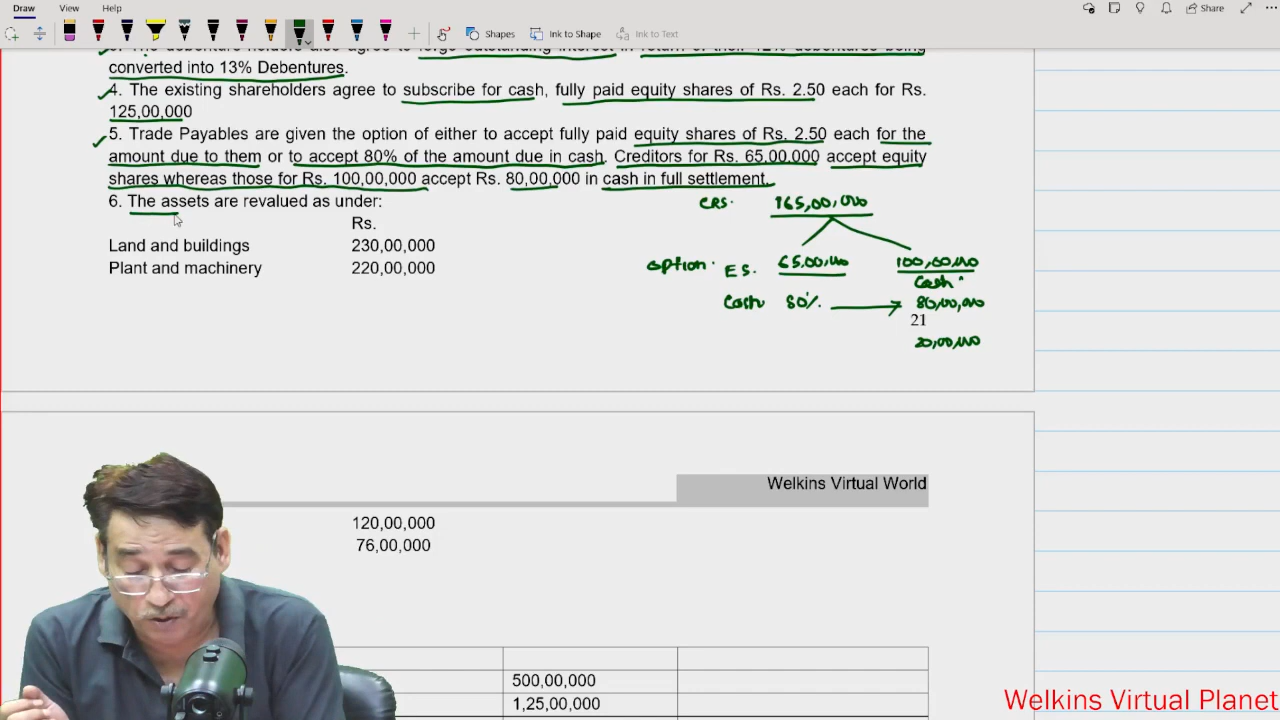 Draw View Help Share
Shapes Ink to Shape Ink to Text
converted into 13% Debentures.
4. The existing shareholders agree to subscribe for cash, fully paid equity shares of Rs. 2.50 each for Rs.
125,00,000
5. Trade Payables are given the option of either to accept fully paid equity shares of Rs. 2.50 each for the
amount due to them or to accept 80% of the amount due in cash. Creditors for Rs. 65,00,000 accept equity
shares whereas those for Rs. 100,00,000 accept Rs. 80,00,000 in cash in full settlement.
6. The assets are revalued as under:
CRS. 165,00,000
Rs.
Land and buildings 230,00,000
Plant and machinery 220,00,000
option. E S. 65,00,000 100,00,000
Cash
Cash 80% 80,00,000
21
20,00,000
Welkins Virtual World
120,00,000
76,00,000
500,00,000
1,25,00,000
Welkins Virtual Planet